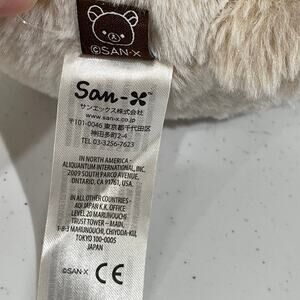 ©SAN-X
San-X
サンエックス株式会社
www.san-x.co.jp
〒101-0046 東京都千代田区
神田多町2-4
TEL 03-3256-7623
IN NORTH AMERICA:
ALIQUANTUM INTERNATIONAL, INC.
2009 SOUTH PARCO AVENUE,
ONTARIO, CA 91761, USA.
IN ALL OTHER COUNTRIES -
AQI JAPAN K.K. OFFICE
LEVEL 20 MARUNOUCHI
TRUST TOWER - MAIN,
1-8-3 MARUNOUCHI, CHIYODA-KU,
TOKYO 100-0005
JAPAN
©SAN-X CE